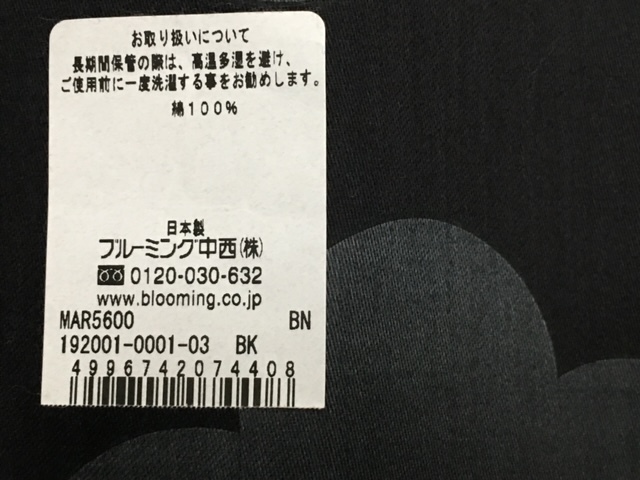 お取り扱いについて
長期間保管の際は、高温多湿を避け、
ご使用前に一度洗濯する事をお勧めします。
綿100%
日本製
ブルーミング中西(株)
0120-030-632
www.blooming.co.jp
MAR5600 BN
192001-0001-03 BK
4996742074408